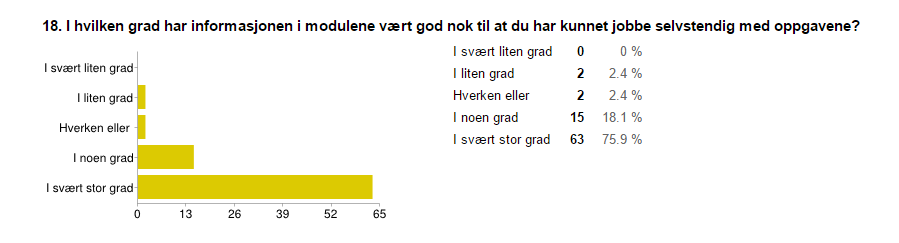 18. I hvilken grad har informasjonen i modulene vært god nok til at du har kunnet jobbe selvstendig med oppgavene?
I svært liten grad
I liten grad
Hverken eller
I noen grad
I svært stor grad
0 13 26 39 52 65
I svært liten grad 0 0 %
I liten grad 2 2.4 %
Hverken eller 2 2.4 %
I noen grad 15 18.1 %
I svært stor grad 63 75.9 %